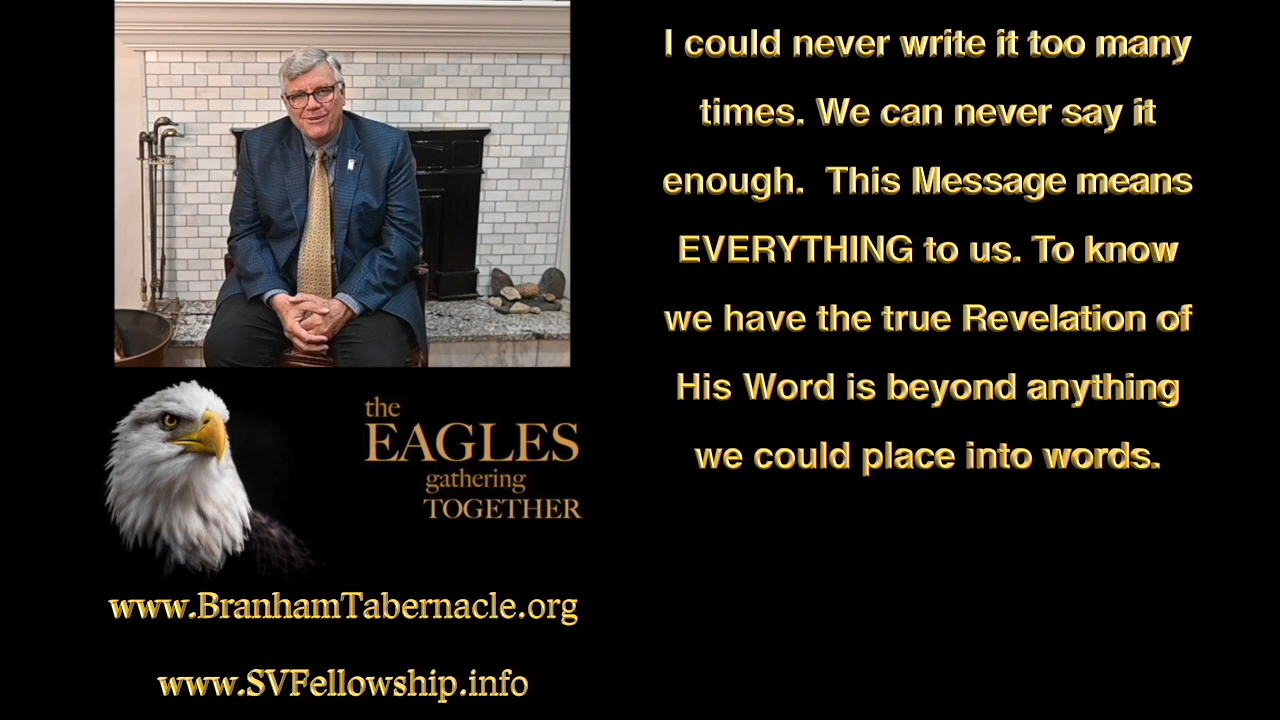 the
EAGLES
gathering
TOGETHER
www.BranhamTabernacle.org
www.SVFellowship.info
I could never write it too many
times. We can never say it
enough.  This Message means
EVERYTHING to us. To know
we have the true Revelation of
His Word is beyond anything
we could place into words.